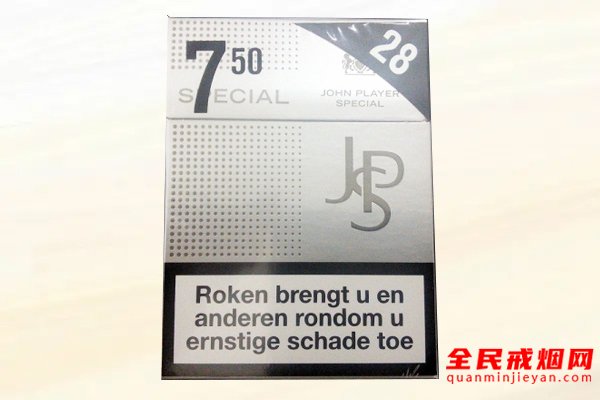 7 50
28
SPECIAL
JOHN PLAYER
SPECIAL
JPS
Roken brengt u en
anderen rondom u
ernstige schade toe
全民戒烟网
quanminjieyan.com